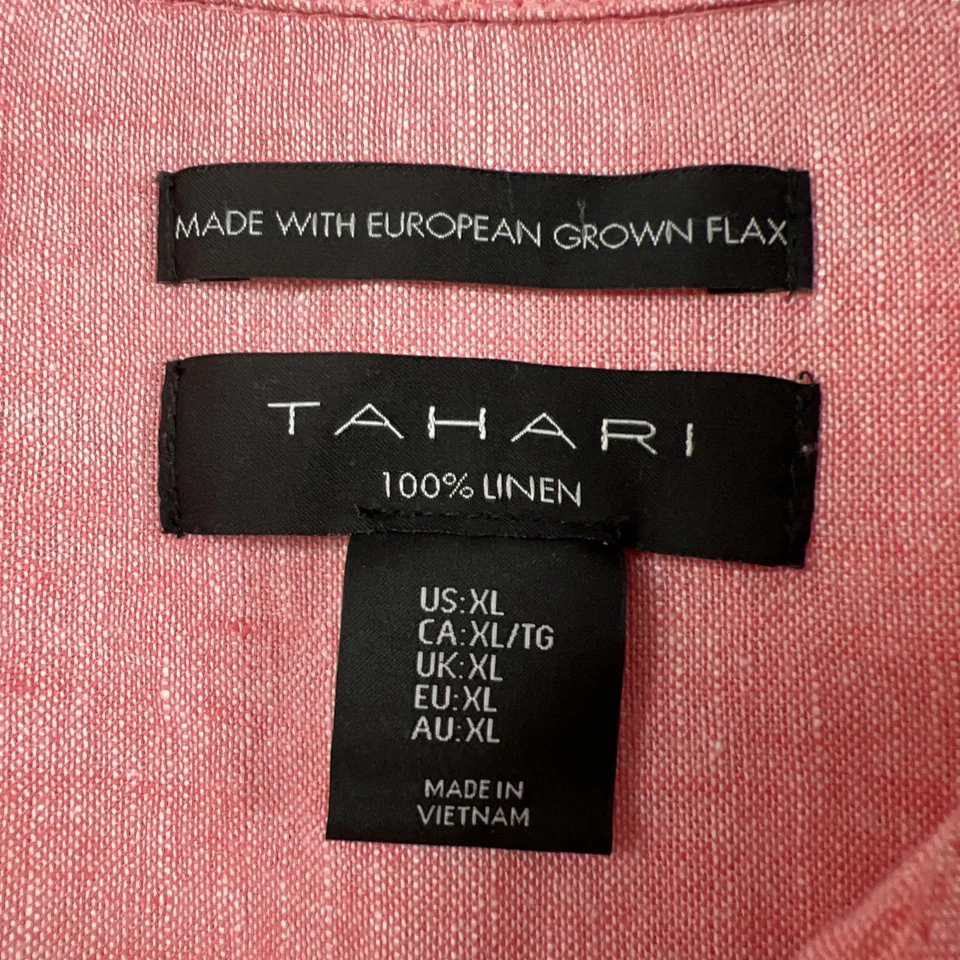 MADE WITH EUROPEAN GROWN FLAX
TAHARI
100% LINEN
US:XL
CA:XL/TG
UK:XL
EU:XL
AU:XL
MADE IN
VIETNAM